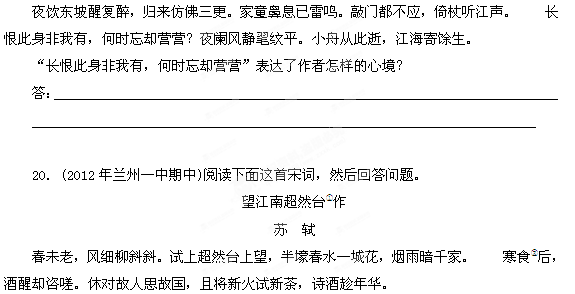 夜饮东坡醒复醉，归来仿佛三更。家童鼻息已雷鸣。敲门都不应，倚杖听江声。　　长
恨此身非我有，何时忘却营营？夜阑风静縠纹平。小舟从此逝，江海寄馀生。
“长恨此身非我有，何时忘却营营”表达了作者怎样的心境？
答：
20. (2012年兰州一中期中)阅读下面这首宋词，然后回答问题。
望江南超然台①作
苏　轼
春未老，风细柳斜斜。试上超然台上望，半壕春水一城花，烟雨暗千家。　　寒食②后，
酒醒却咨嗟。休对故人思故国，且将新火试新茶，诗酒趁年华。